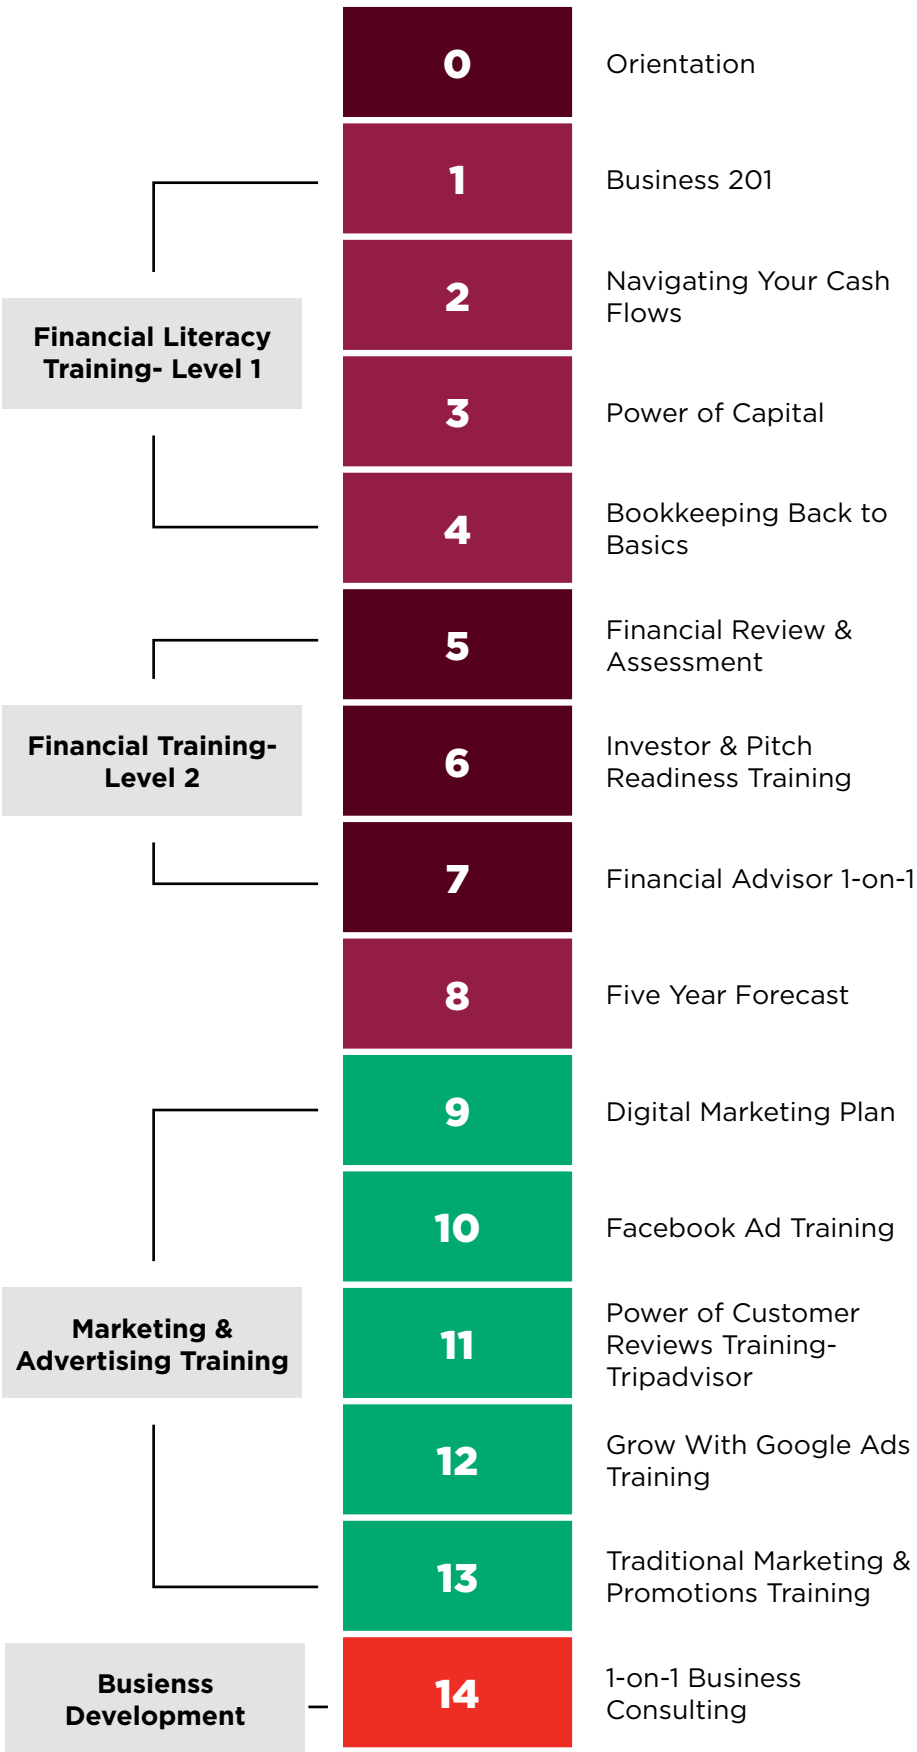 0
Orientation
1
Business 201
2
Navigating Your Cash
Flows
Financial Literacy
Training- Level 1
3
Power of Capital
4
Bookkeeping Back to
Basics
5
Financial Review &
Assessment
Financial Training-
Level 2
6
Investor & Pitch
Readiness Training
7
Financial Advisor 1-on-1
8
Five Year Forecast
9
Digital Marketing Plan
10
Facebook Ad Training
Marketing &
Advertising Training
11
Power of Customer
Reviews Training-
Tripadvisor
12
Grow With Google Ads
Training
13
Traditional Marketing &
Promotions Training
Busienss
Development
14
1-on-1 Business
Consulting